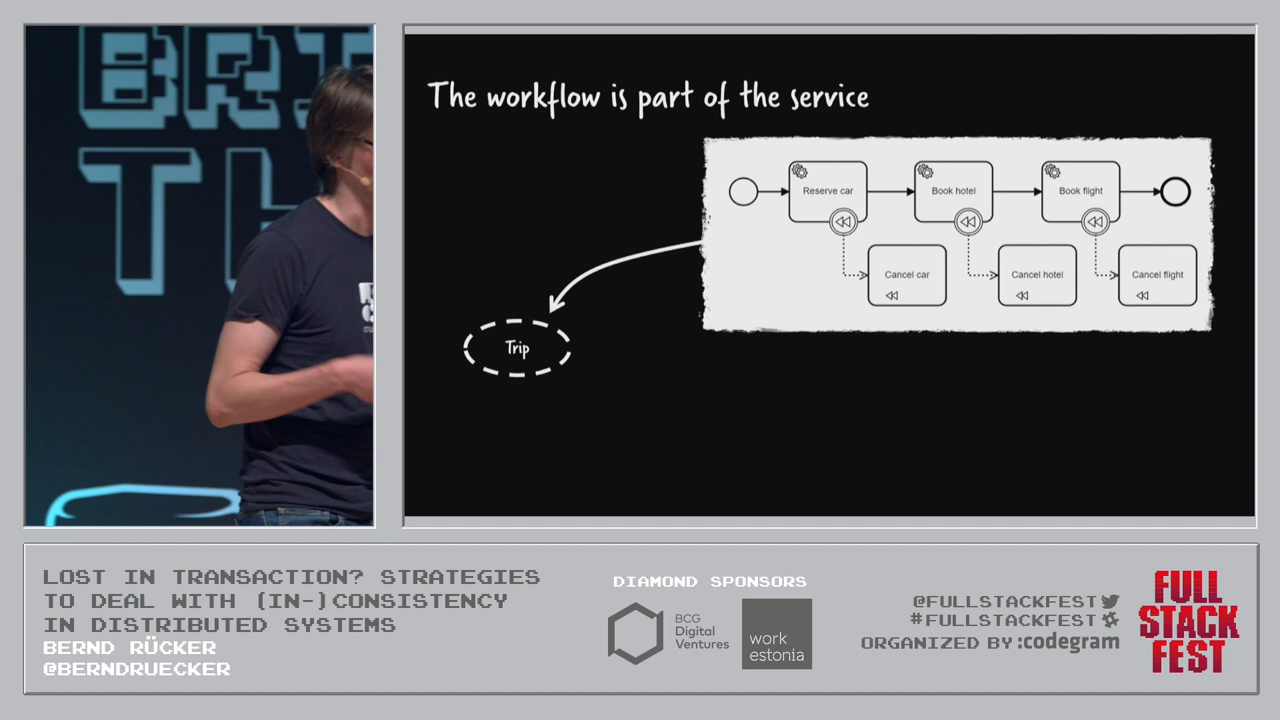 BRI
TH
The workflow is part of the service
Reserve car
Book hotel
Book flight
Cancel car
Cancel hotel
Cancel flight
Trip
LOST IN TRANSACTION? STRATEGIES
TO DEAL WITH (IN-)CONSISTENCY
IN DISTRIBUTED SYSTEMS
BERND RÜCKER
@BERNDRUECKER
DIAMOND SPONSORS
BCG
Digital
Ventures
work
estonia
@FULLSTACKFEST
#FULLSTACKFEST
ORGANIZED BY :codegram
FULL
STACK
FEST